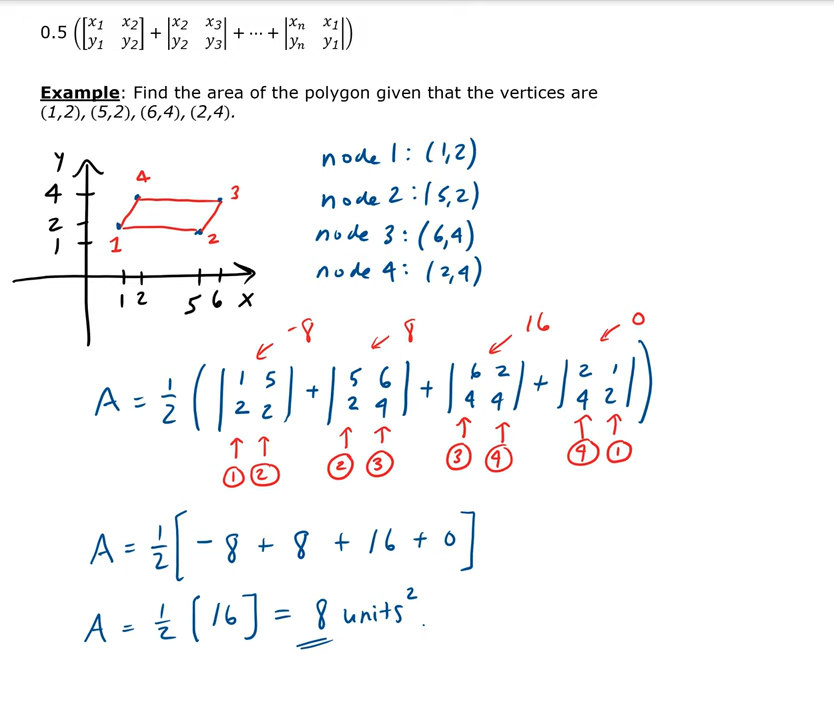 0.5 ([x₁ x₂; y₁ y₂] + |x₂ x₃; y₂ y₃| + ⋯ + |xₙ x₁; yₙ y₁|)
Example: Find the area of the polygon given that the vertices are
(1,2), (5,2), (6,4), (2,4).
y
4
2
1
1 2 5 6 x
4
3
1
2
node 1: (1,2)
node 2: (5,2)
node 3: (6,4)
node 4: (2,4)
-8 8 16 0
A = 1/2 (|1 5; 2 2| + |5 6; 2 4| + |6 2; 4 4| + |2 1; 4 2|)
① ② ② ③ ③ ④ ④ ①
A = 1/2 [-8 + 8 + 16 + 0]
A = 1/2 [16] = 8 units².